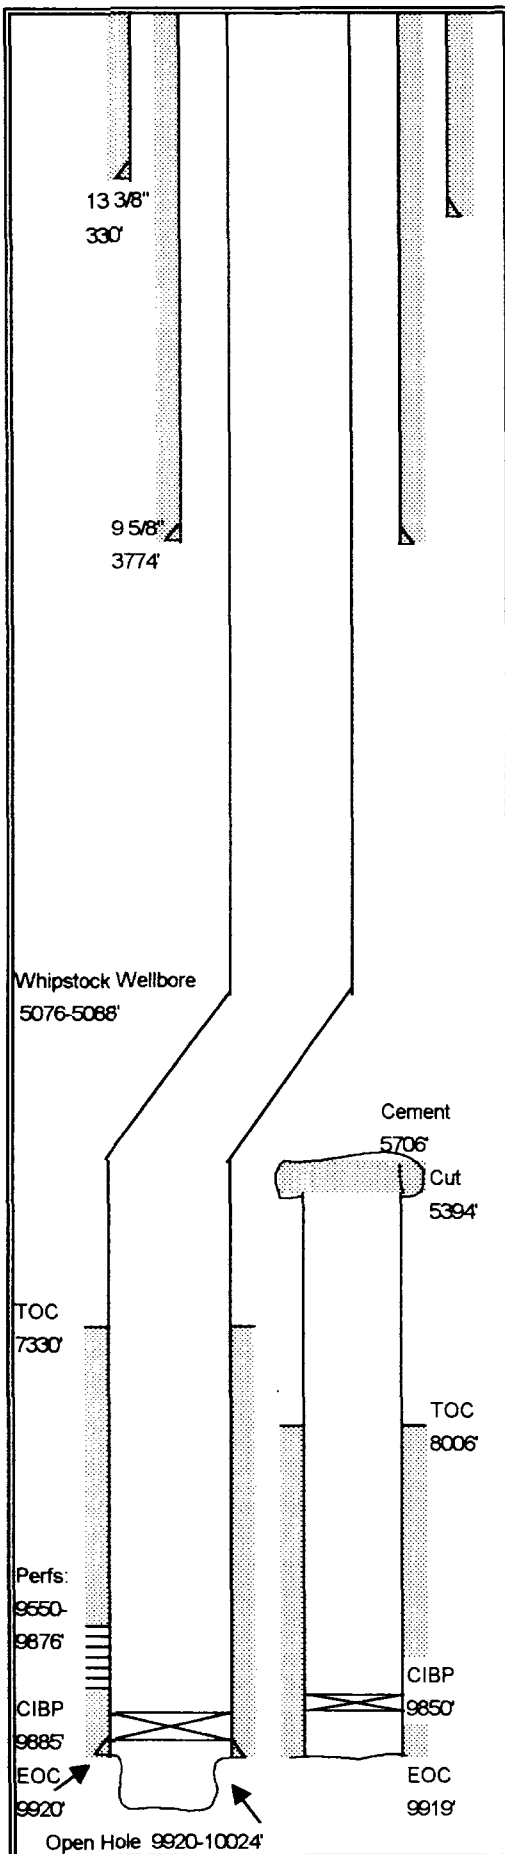 13 3/8"
330'
9 5/8"
3774'
Whipstock Wellbore
5076-5088'
Cement
5706'
Cut
5394'
TOC
7330'
TOC
8006'
Perfs:
9550-
9876'
CIBP
9850'
CIBP
9885'
EOC
9920'
EOC
9919'
Open Hole 9920-10024'